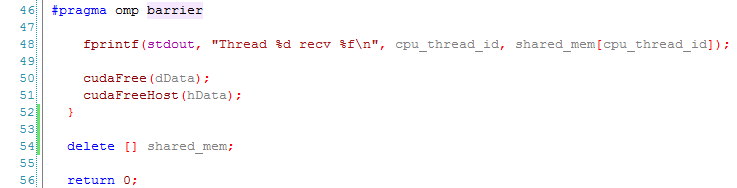 46 #pragma omp barrier
47
48 fprintf(stdout, "Thread %d recv %f\n", cpu_thread_id, shared_mem[cpu_thread_id]);
49
50 cudaFree(dData);
51 cudaFreeHost(hData);
52 }
53
54 delete [] shared_mem;
55
56 return 0;